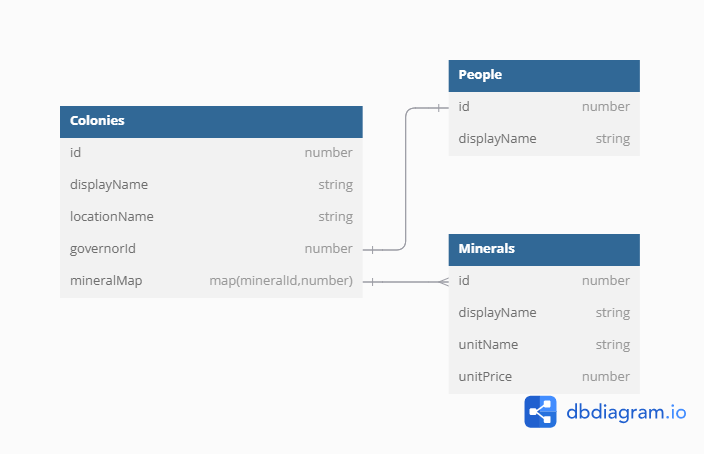 Colonies
id number
displayName string
locationName string
governorId number
mineralMap map(mineralId,number)
People
id number
displayName string
Minerals
id number
displayName string
unitName string
unitPrice number
dbdiagram.io